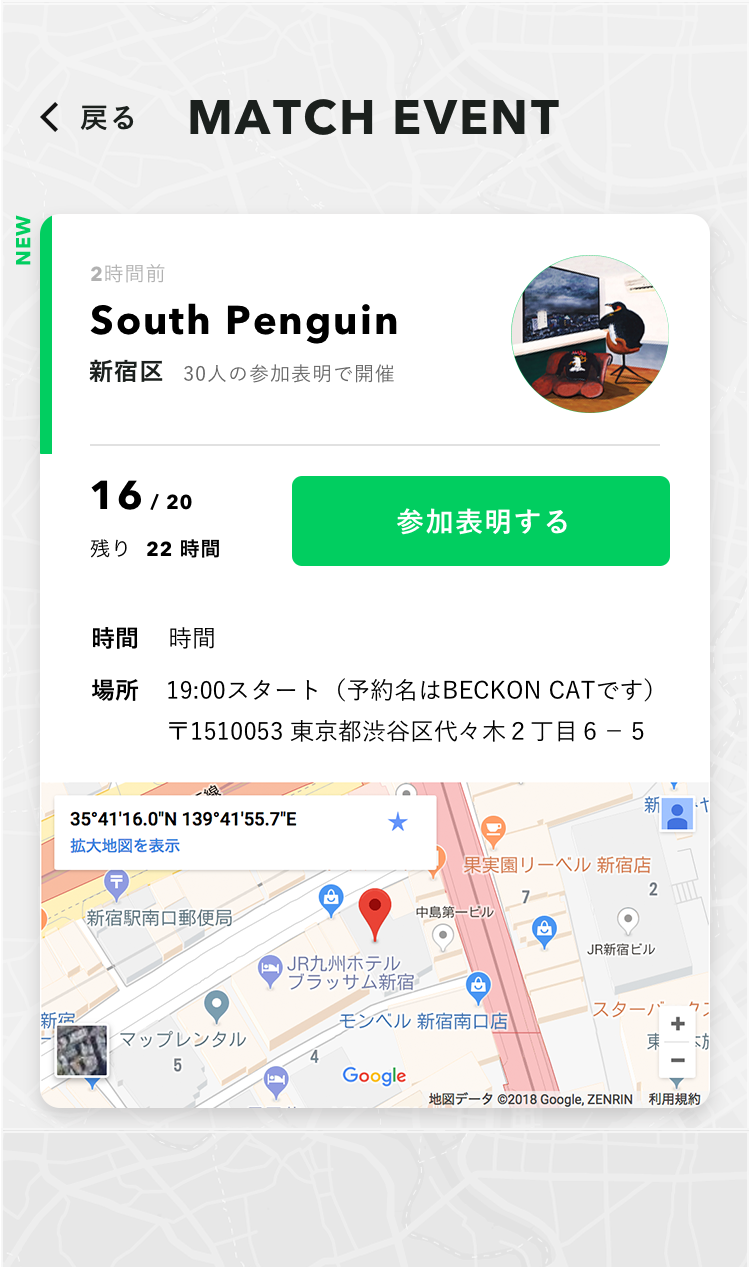 戻る MATCH EVENT
NEW
2時間前
South Penguin
新宿区 30人の参加表明で開催
16 / 20
参加表明する
残り 22 時間
時間 時間
場所 19:00スタート（予約名はBECKON CATです）
〒1510053 東京都渋谷区代々木２丁目６－５
線
35°41'16.0"N 139°41'55.7"E
拡大地図を表示
新
果実園リーベル 新宿店
2
7
新宿駅南口郵便局
中島第一ビル
JR新宿ビル
JR九州ホテル
ブラッサム新宿
モンベル 新宿南口店
スターバックス
新宿
マップレンタル
5
4
東
Google
地図データ ©2018 Google, ZENRIN 利用規約